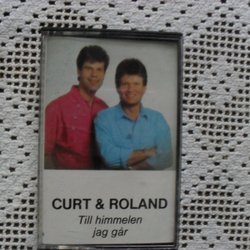 CURT & ROLAND
Till himmelen
jag går